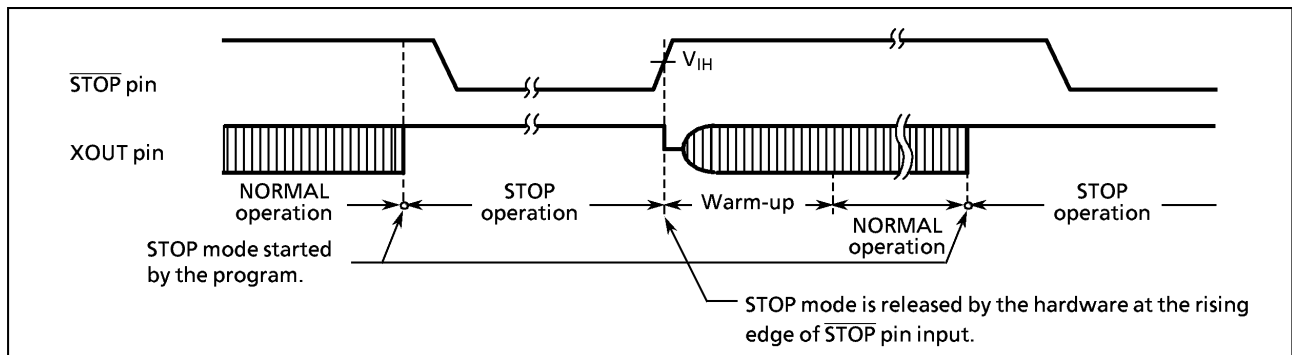 STOP pin
VIH
XOUT pin
NORMAL
operation
STOP
operation
Warm-up
NORMAL
operation
STOP
operation
STOP mode started
by the program.
STOP mode is released by the hardware at the rising
edge of STOP pin input.